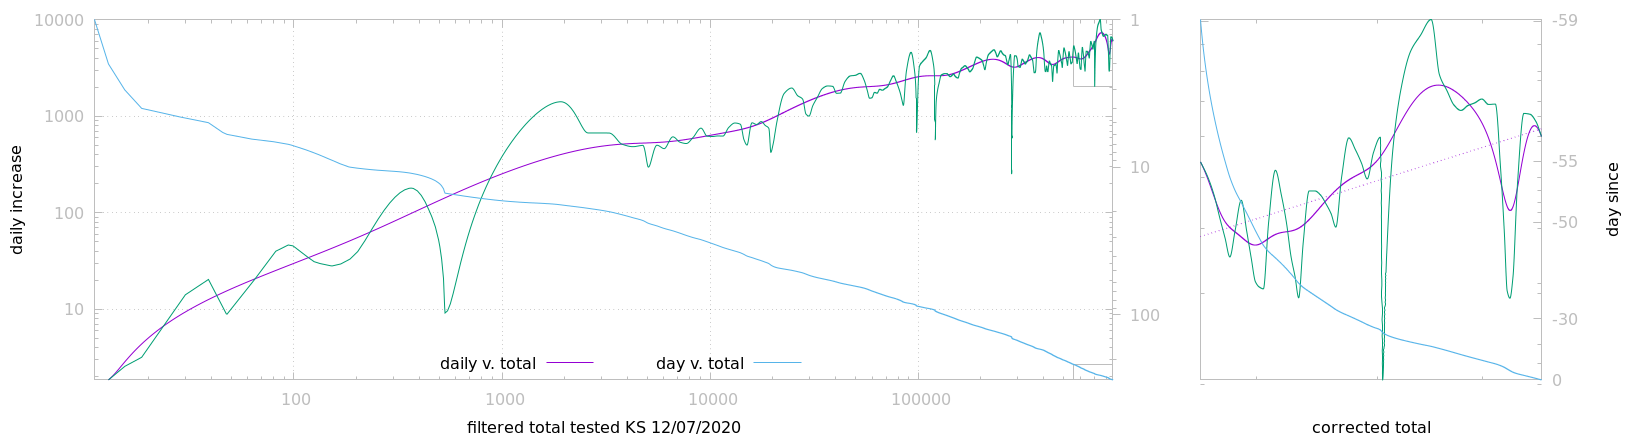 10000
1000
100
10
daily increase
100
1000
10000
100000
filtered total tested KS 12/07/2020
daily v. total
day v. total
1
10
100
-59
-55
-50
-30
0
day since
corrected total